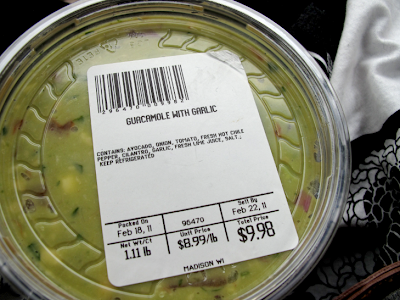 GUACAMOLE WITH GARLIC
CONTAINS: AVOCADO, ONION, TOMATO, FRESH HOT CHILE
PEPPER, CILANTRO, GARLIC, FRESH LIME JUICE, SALT.;
KEEP REFRIGERATED
Packed On
Feb 18, 11
96470
Sell By
Feb 22, 11
Net Wt/Ct
1.11 lb
Unit Price
$8.99/lb
Total Price
$9.98
MADISON WI